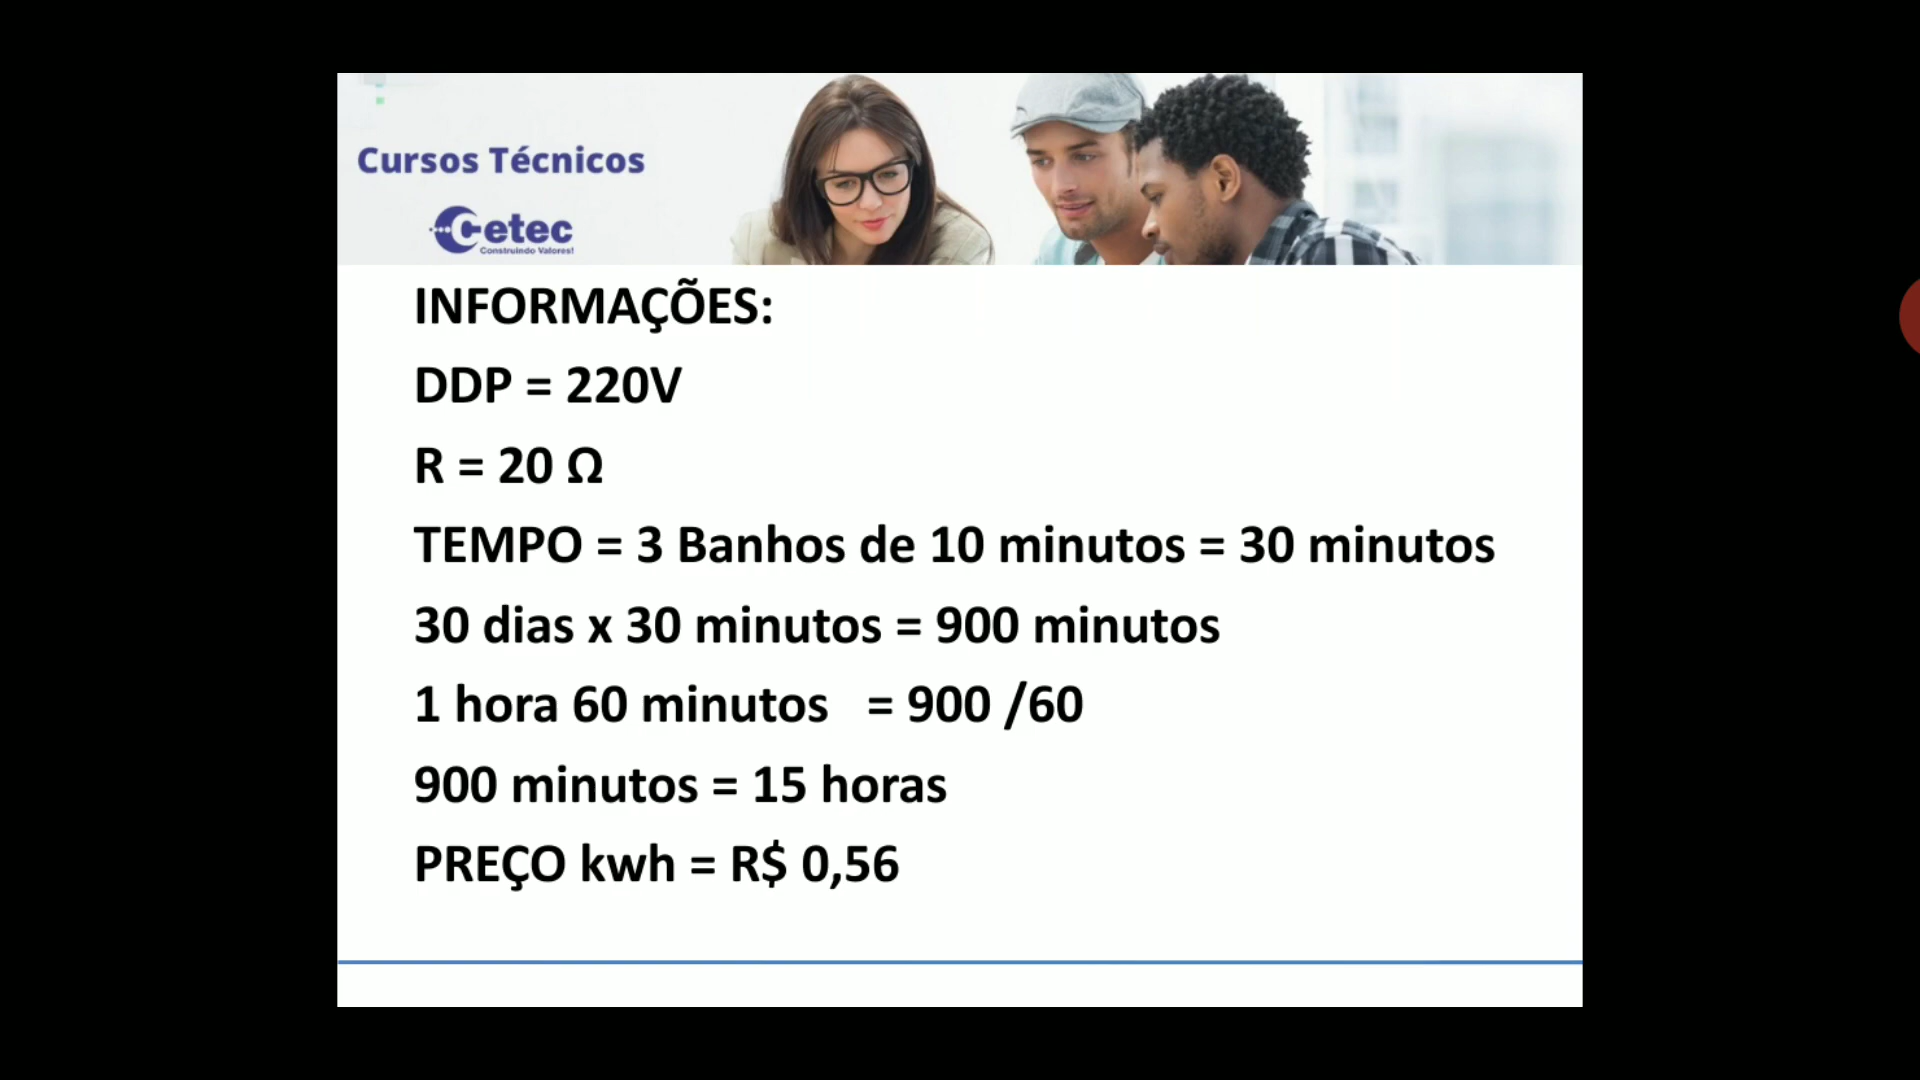 Cursos Técnicos
Cetec
Construindo Valores!
INFORMAÇÕES:
DDP = 220V
R = 20 Ω
TEMPO = 3 Banhos de 10 minutos = 30 minutos
30 dias x 30 minutos = 900 minutos
1 hora 60 minutos = 900 /60
900 minutos = 15 horas
PREÇO kwh = R$ 0,56